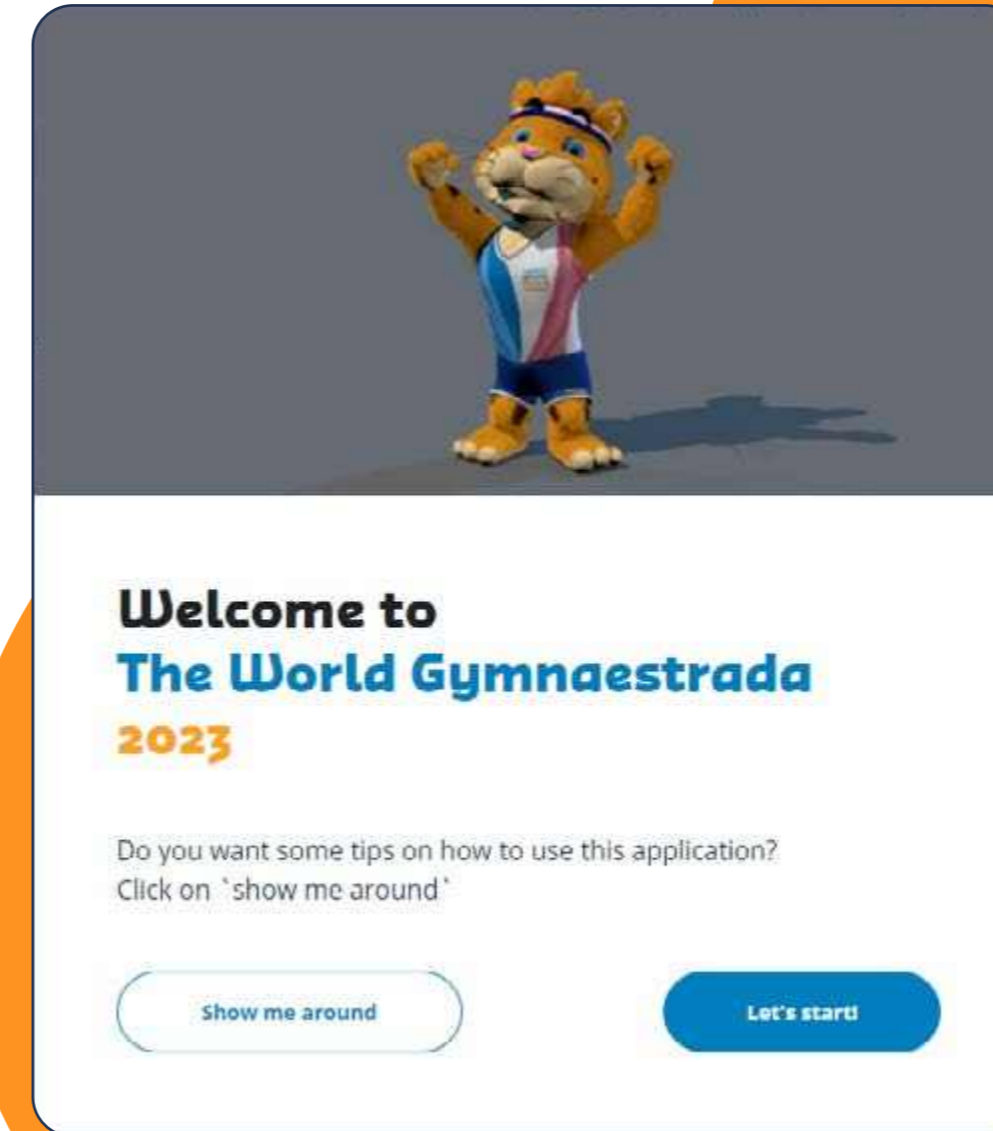 Welcome to
The World Gymnaestrada
2023
Do you want some tips on how to use this application?
Click on `show me around`
Show me around
Let's start!